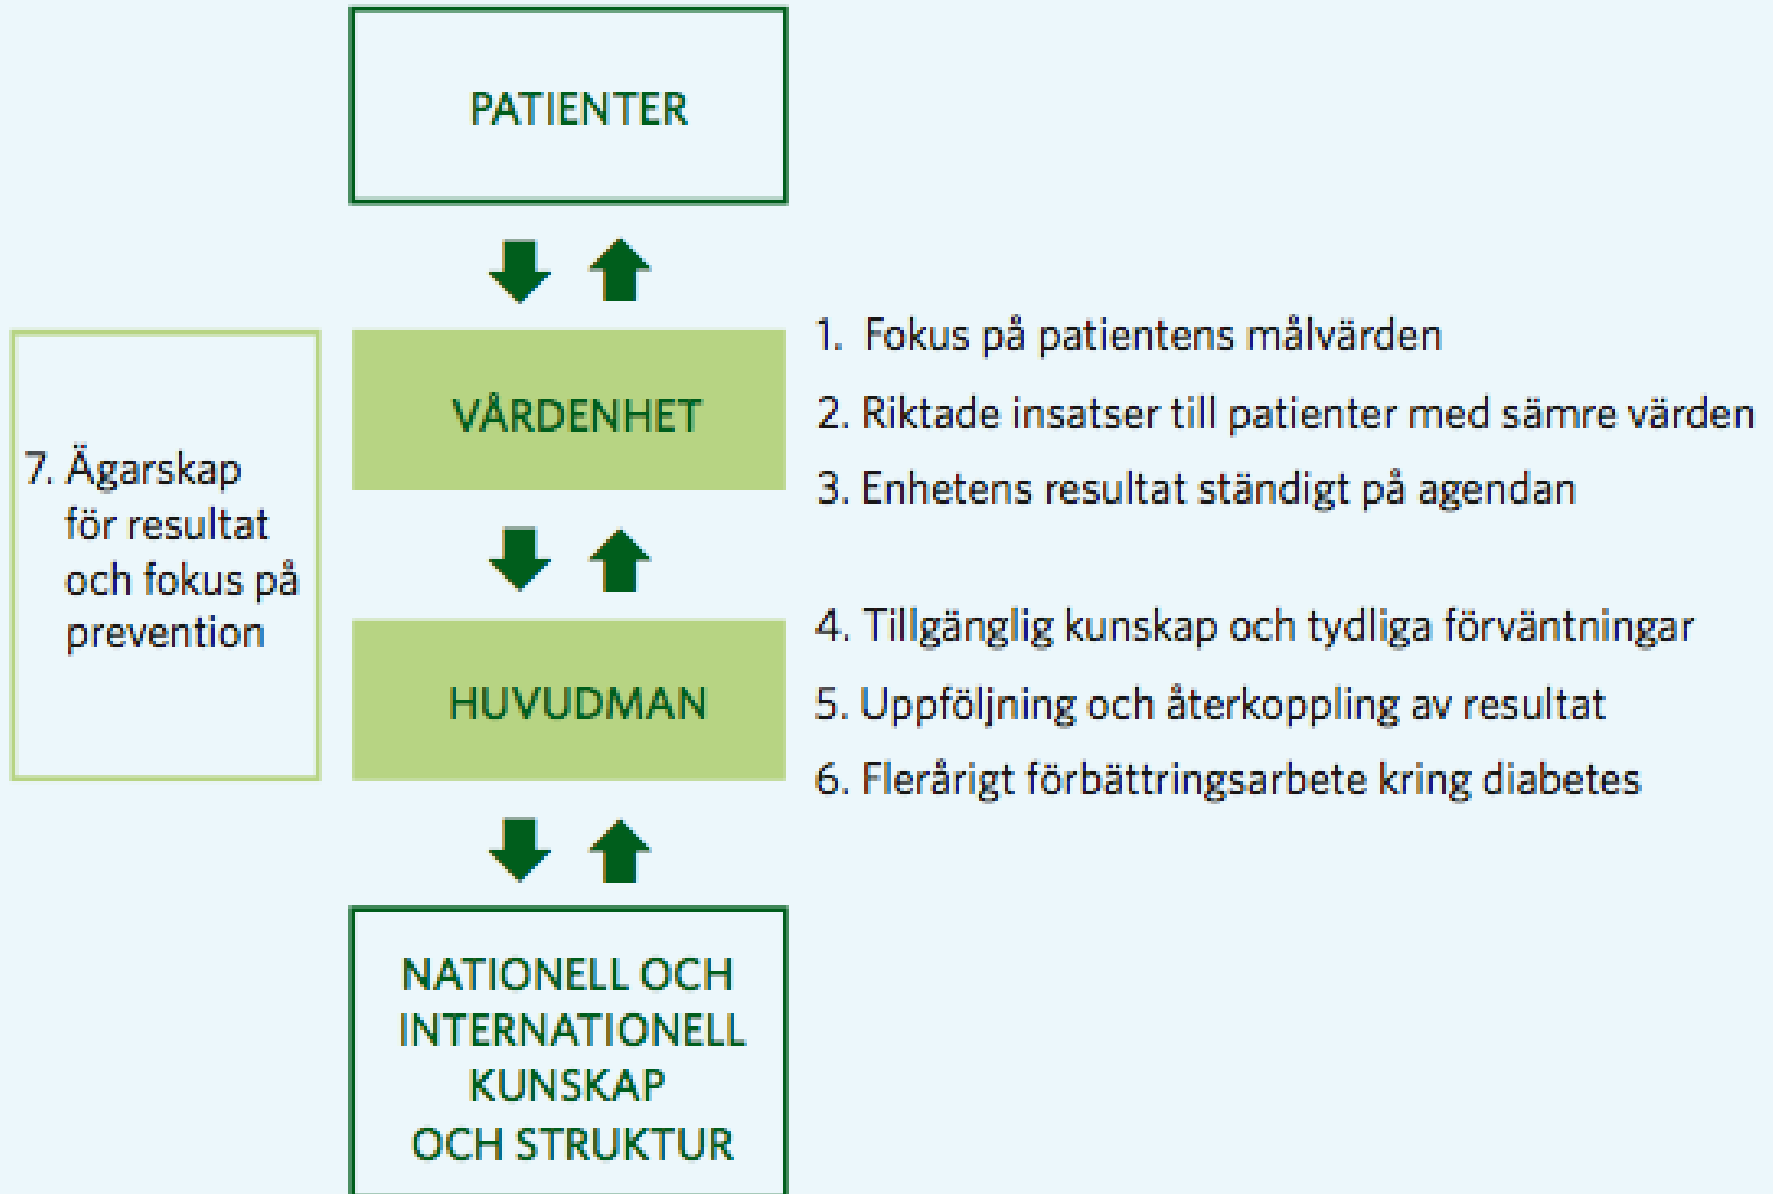 PATIENTER
VÅRDENHET
1. Fokus på patientens målvärden
2. Riktade insatser till patienter med sämre värden
3. Enhetens resultat ständigt på agendan
7. Ägarskap
för resultat
och fokus på
prevention
HUVUDMAN
4. Tillgänglig kunskap och tydliga förväntningar
5. Uppföljning och återkoppling av resultat
6. Flerårigt förbättringsarbete kring diabetes
NATIONELL OCH
INTERNATIONELL
KUNSKAP
OCH STRUKTUR